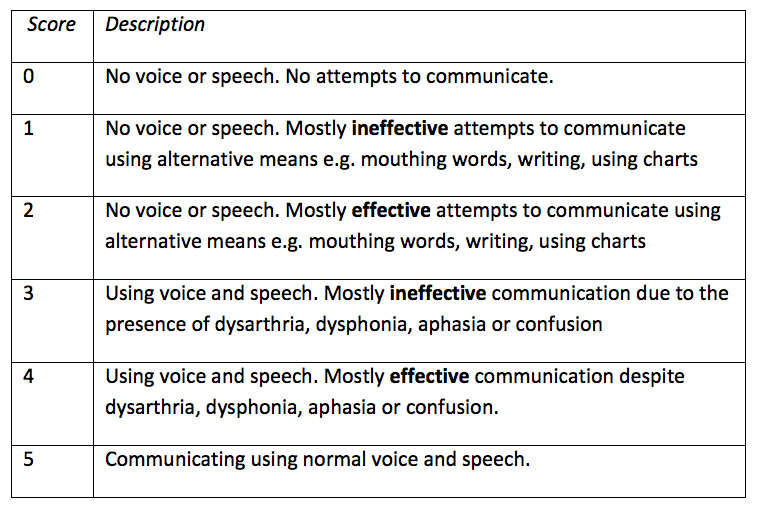 Score Description
0 No voice or speech. No attempts to communicate.
1 No voice or speech. Mostly ineffective attempts to communicate
using alternative means e.g. mouthing words, writing, using charts
2 No voice or speech. Mostly effective attempts to communicate using
alternative means e.g. mouthing words, writing, using charts
3 Using voice and speech. Mostly ineffective communication due to the
presence of dysarthria, dysphonia, aphasia or confusion
4 Using voice and speech. Mostly effective communication despite
dysarthria, dysphonia, aphasia or confusion.
5 Communicating using normal voice and speech.